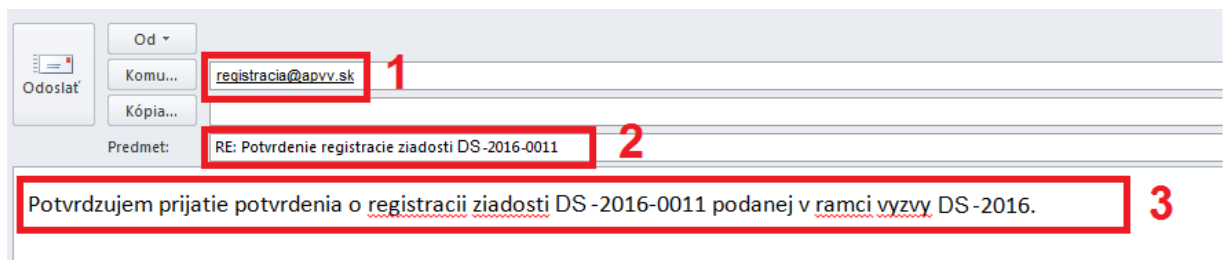 Od
Komu... registracia@apvv.sk 1
Odoslať
Kópia...
Predmet: RE: Potvrdenie registracie ziadosti DS-2016-0011 2
Potvrdzujem prijatie potvrdenia o registracii ziadosti DS -2016-0011 podanej v ramci vyzvy DS-2016. 3